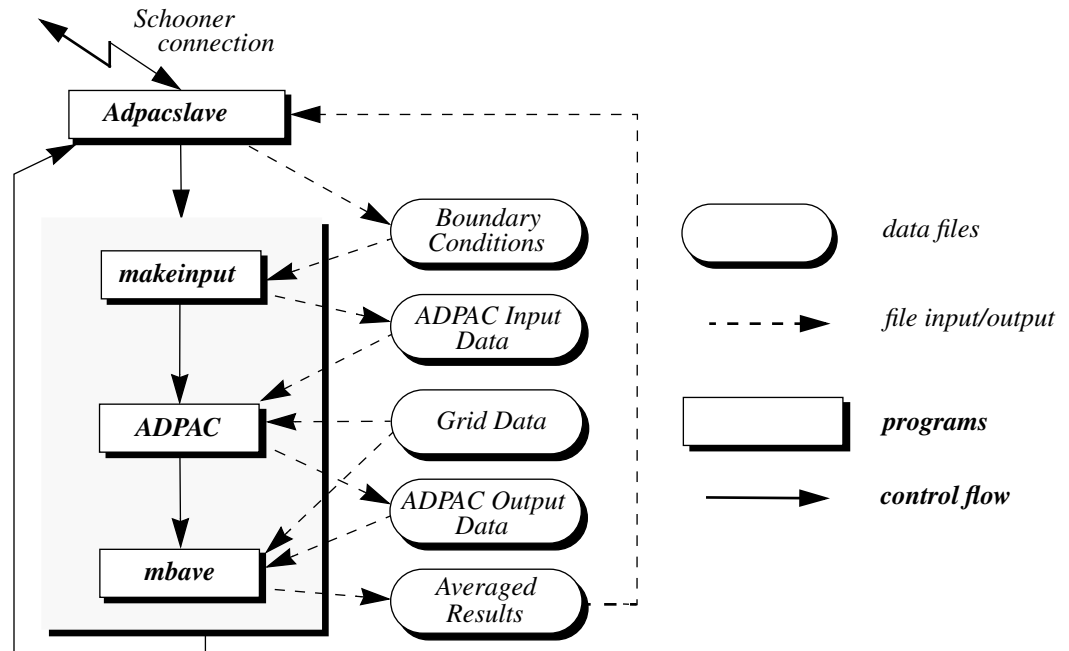 Schooner
connection
Adpacslave
Boundary
Conditions
data files
makeinput
ADPAC Input
Data
file input/output
ADPAC
Grid Data
programs
ADPAC Output
Data
control flow
mbave
Averaged
Results